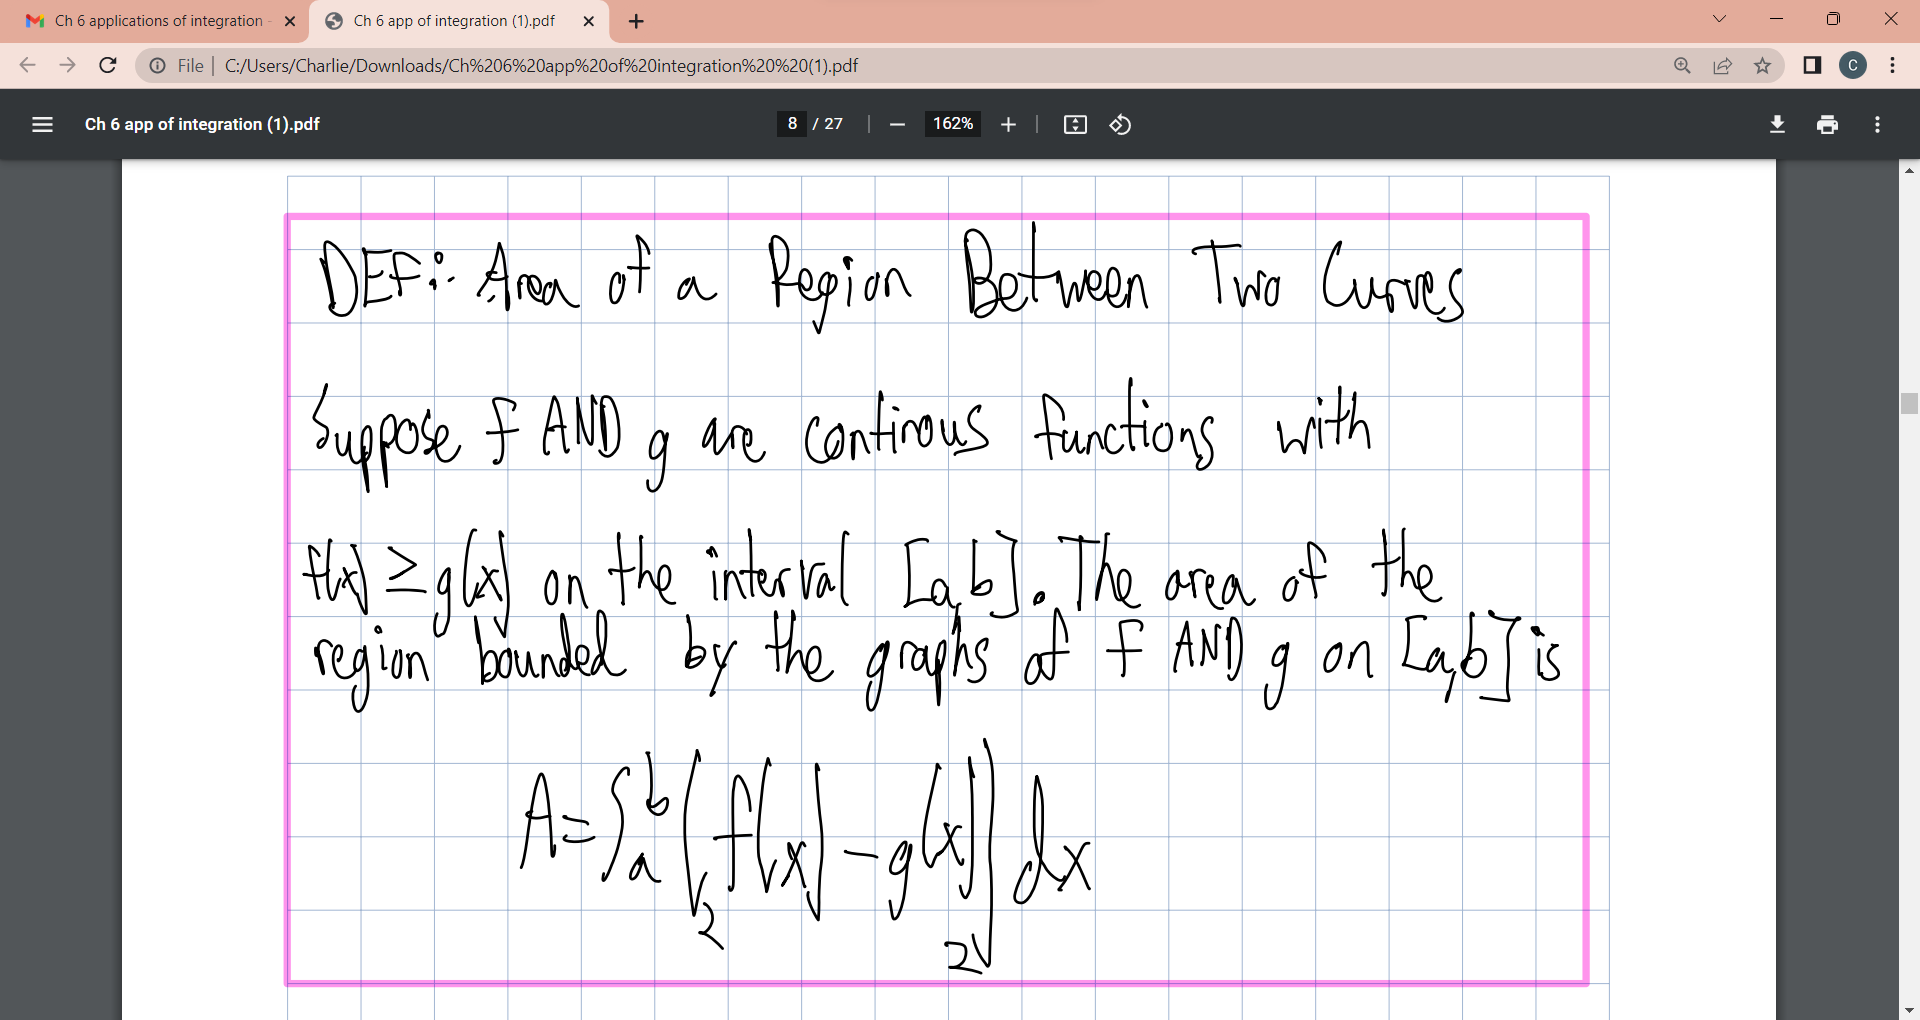 Ch 6 applications of integration
Ch 6 app of integration (1).pdf
File | C:/Users/Charlie/Downloads/Ch%206%20app%20of%20integration%20%20(1).pdf
C
Ch 6 app of integration (1).pdf
8 / 27
162%
DEF:- Area of a Region Between Two Curves
Suppose f AND g are continous functions with
f(x) ≥ g(x) on the interval [a,b]. The area of the
region bounded by the graphs of f AND g on [a,b] is
A = ∫_a^b (f(x) - g(x)) dx